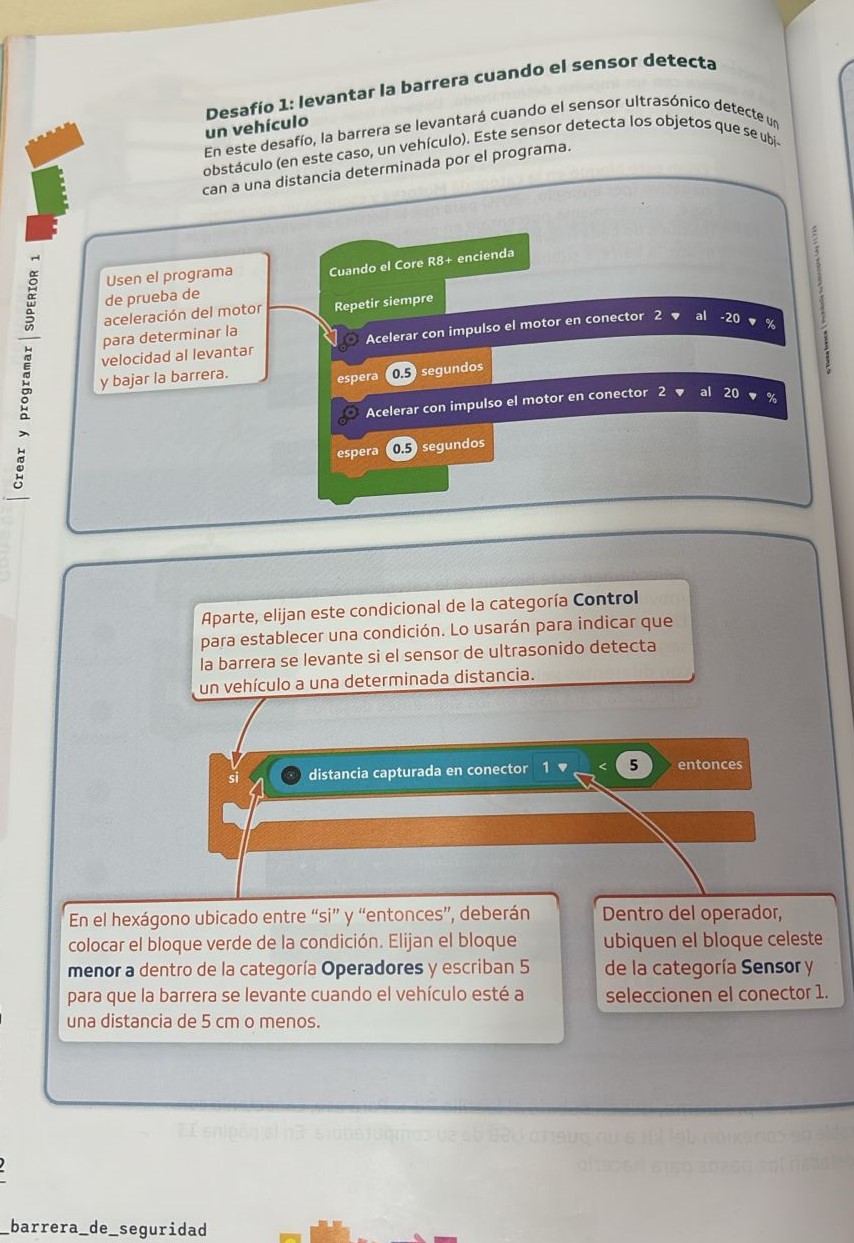 Desafío 1: levantar la barrera cuando el sensor detecta
un vehículo
En este desafío, la barrera se levantará cuando el sensor ultrasónico detecte un
obstáculo (en este caso, un vehículo). Este sensor detecta los objetos que se ubi-
can a una distancia determinada por el programa.
Crear y programar | SUPERIOR 1
Usen el programa
de prueba de
aceleración del motor
para determinar la
velocidad al levantar
y bajar la barrera.
Cuando el Core R8+ encienda
Repetir siempre
Acelerar con impulso el motor en conector 2 ▼ al -20 ▼ %
espera 0.5 segundos
Acelerar con impulso el motor en conector 2 ▼ al 20 ▼ %
espera 0.5 segundos
Aparte, elijan este condicional de la categoría Control
para establecer una condición. Lo usarán para indicar que
la barrera se levante si el sensor de ultrasonido detecta
un vehículo a una determinada distancia.
si distancia capturada en conector 1 ▼ < 5 entonces
En el hexágono ubicado entre “si” y “entonces”, deberán
colocar el bloque verde de la condición. Elijan el bloque
menor a dentro de la categoría Operadores y escriban 5
para que la barrera se levante cuando el vehículo esté a
una distancia de 5 cm o menos.
Dentro del operador,
ubiquen el bloque celeste
de la categoría Sensor y
seleccionen el conector 1.
2
_barrera_de_seguridad